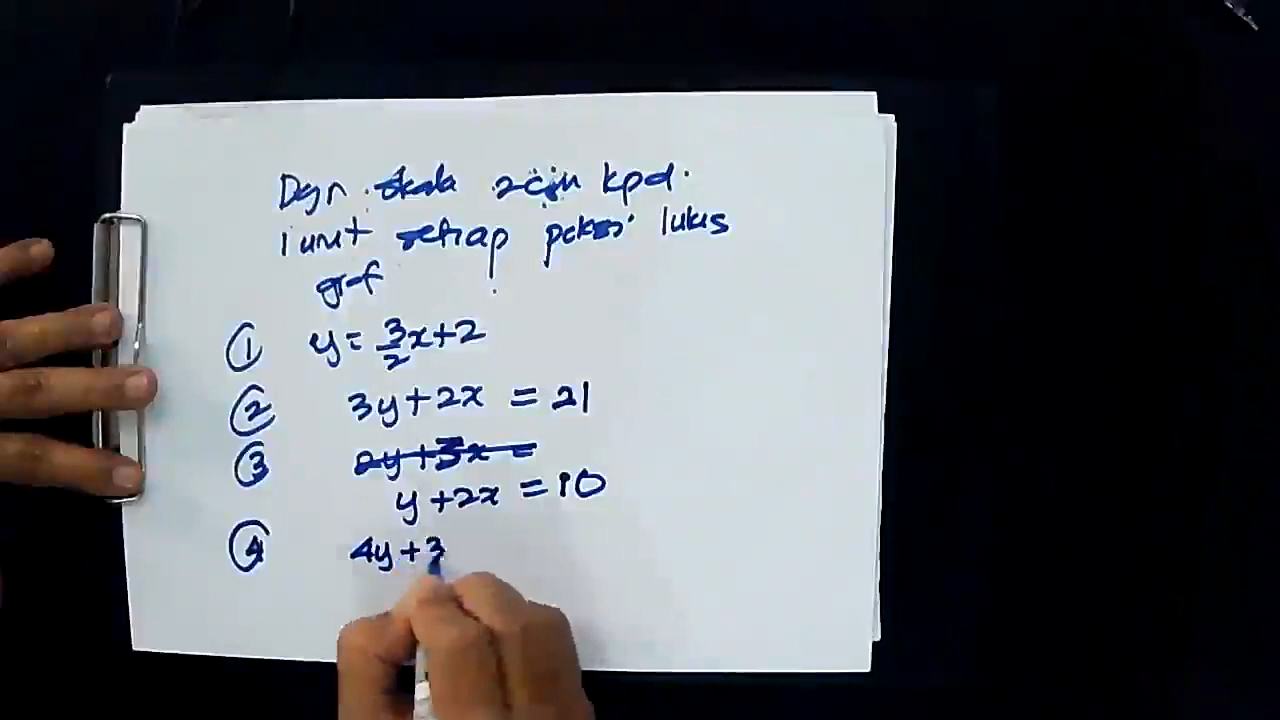 Dgn skala 2cm kpd.
1 unit setiap paksi lukis
graf
① y = 3/2 x + 2
② 3y + 2x = 21
③ 2y + 3x =
y + 2x = 10
④ 4y + 3